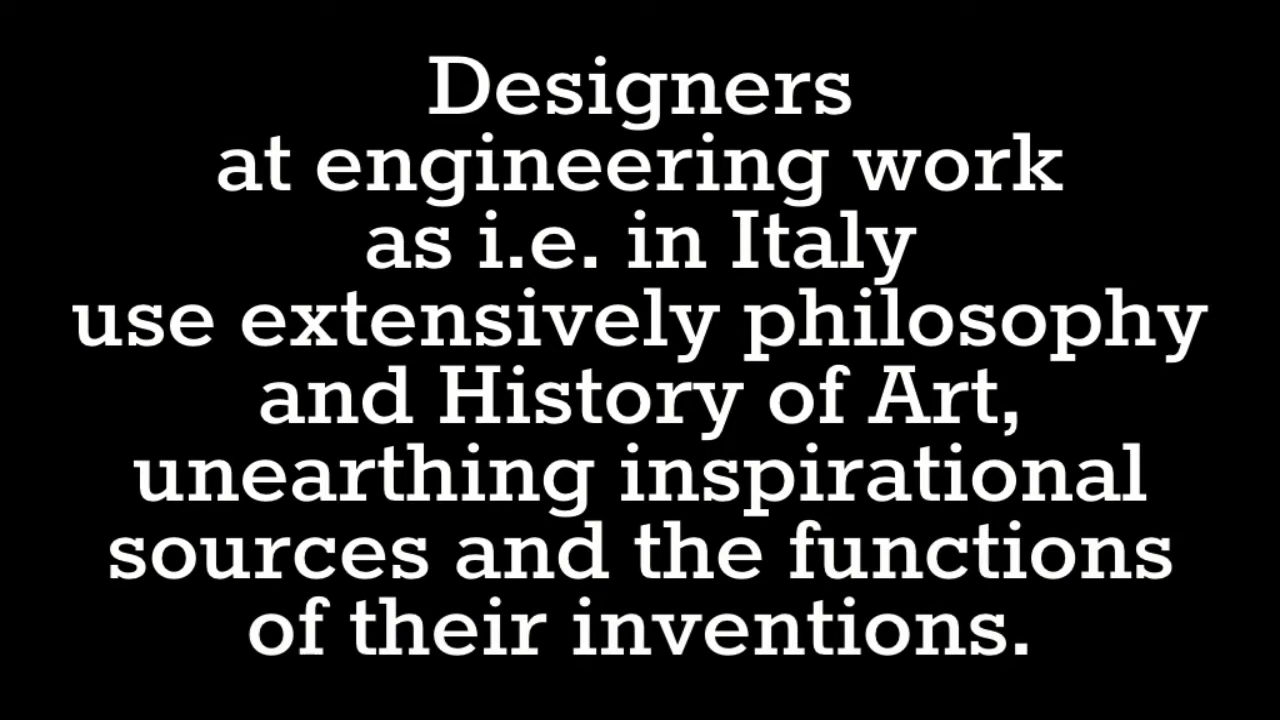 Designers
at engineering work
as i.e. in Italy
use extensively philosophy
and History of Art,
unearthing inspirational
sources and the functions
of their inventions.